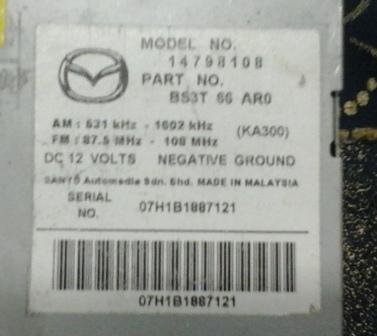 MODEL NO.
14798108
PART NO.
BS3T 66 AR0
AM : 531 kHz - 1602 kHz
(KA300)
FM : 87.5 MHz - 108 MHz
DC 12 VOLTS NEGATIVE GROUND
SANYO Automedia Sdn. Bhd. MADE IN MALAYSIA
SERIAL
NO.
07H1B1887121
07H1B1887121